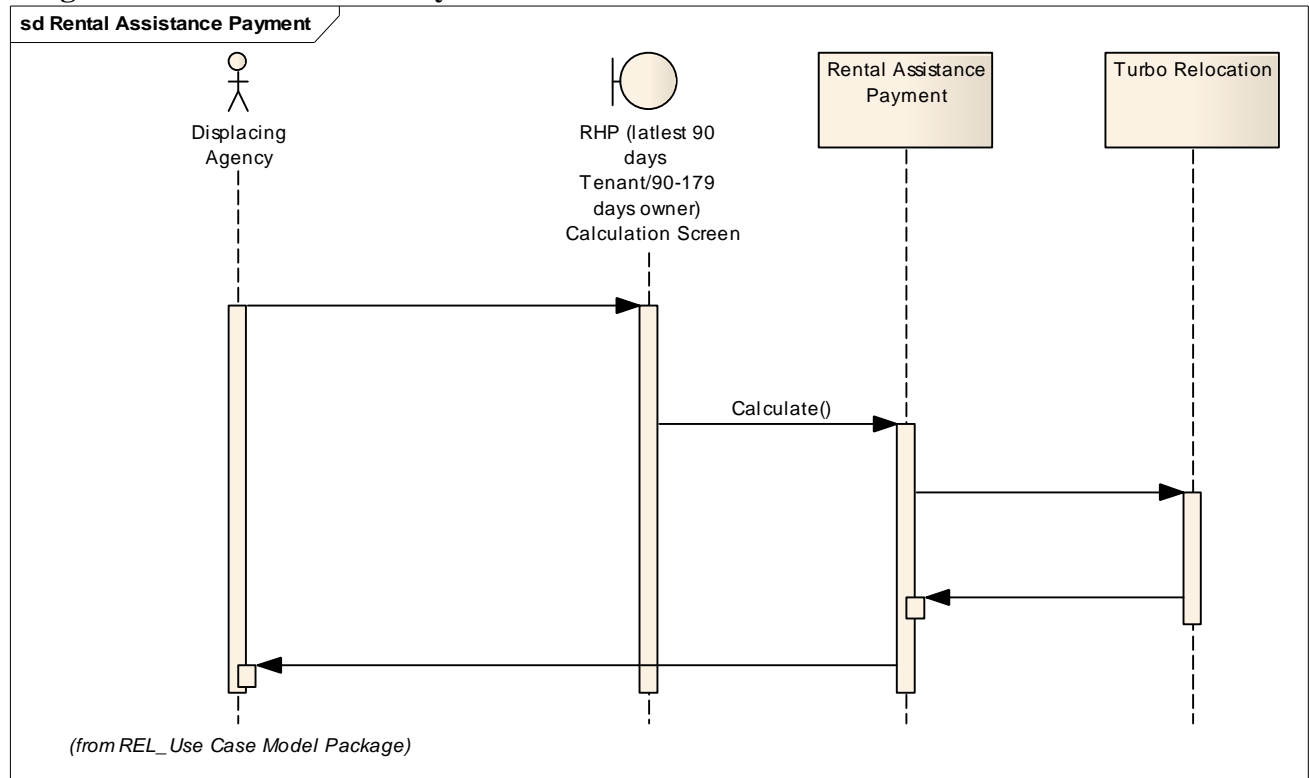 sd Rental Assistance Payment
Displacing
Agency
RHP (latlest 90
days
Tenant/90-179
days owner)
Calculation Screen
Rental Assistance
Payment
Turbo Relocation
Calculate()
(from REL_Use Case Model Package)